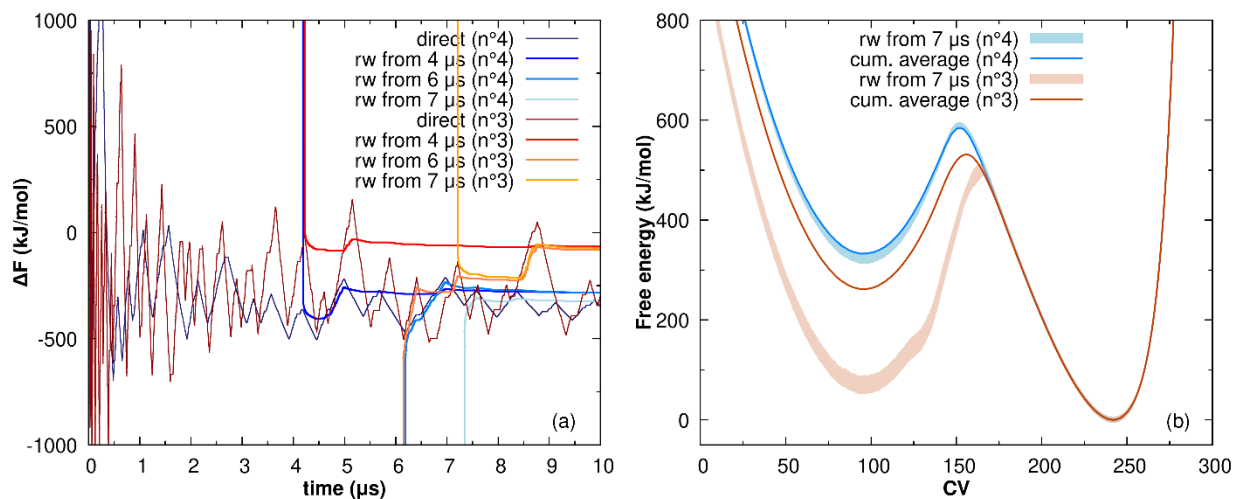 1000
500
0
-500
-1000
ΔF (kJ/mol)
direct (n°4)
rw from 4 µs (n°4)
rw from 6 µs (n°4)
rw from 7 µs (n°4)
direct (n°3)
rw from 4 µs (n°3)
rw from 6 µs (n°3)
rw from 7 µs (n°3)
(a)
0 1 2 3 4 5 6 7 8 9 10
time (µs)
800
600
400
200
0
Free energy (kJ/mol)
rw from 7 µs (n°4)
cum. average (n°4)
rw from 7 µs (n°3)
cum. average (n°3)
(b)
0 50 100 150 200 250 300
CV